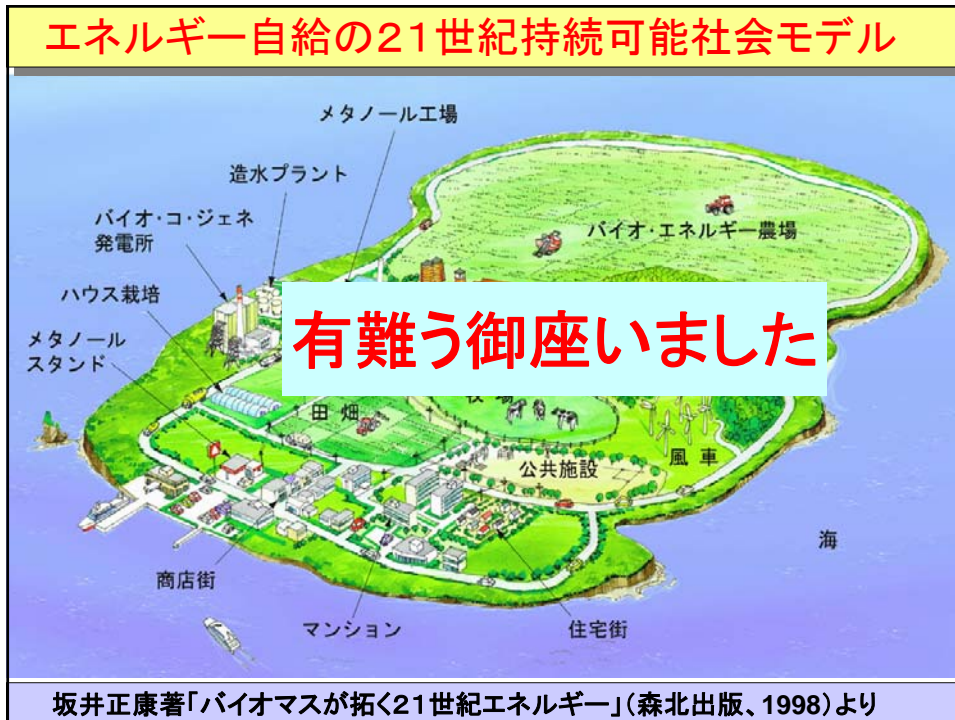 エネルギー自給の２１世紀持続可能社会モデル
メタノール工場
造水プラント
バイオ・コ・ジェネ
発電所
バイオ・エネルギー農場
ハウス栽培
メタノール
スタンド
有難う御座いました
田畑
風車
公共施設
海
商店街
マンション
住宅街
坂井正康著「バイオマスが拓く２１世紀エネルギー」（森北出版、1998）より